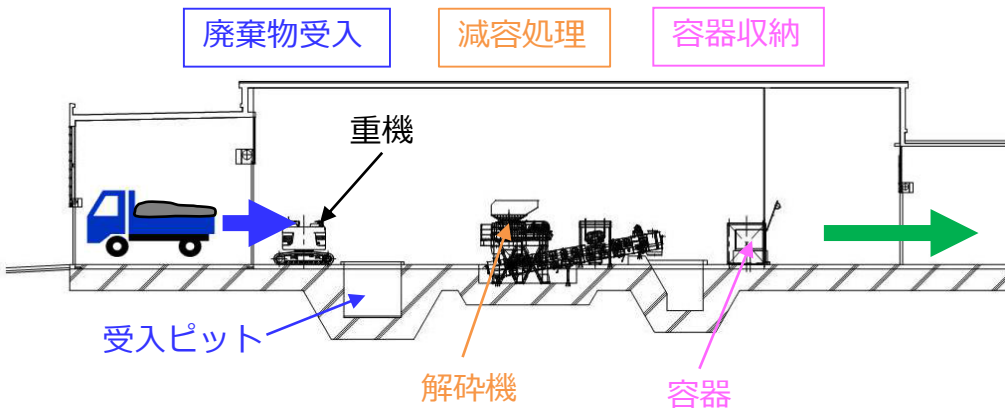 廃棄物受入
減容処理
容器収納
重機
受入ピット
解砕機
容器